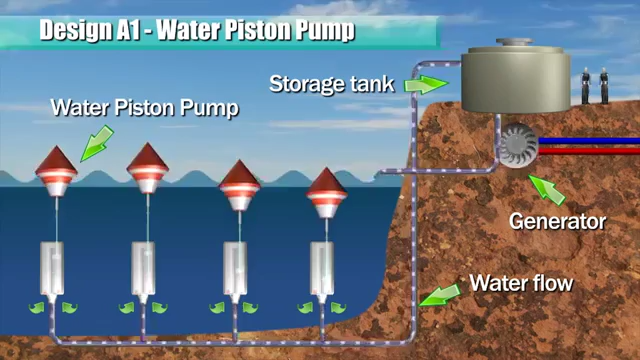 Design A1 - Water Piston Pump
Storage tank
Water Piston Pump
Generator
Water flow